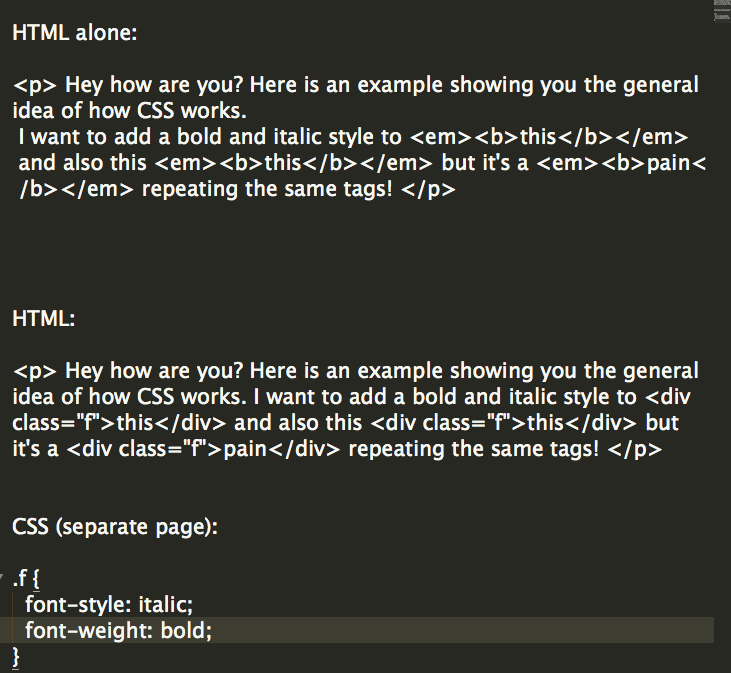 HTML alone:
<p> Hey how are you? Here is an example showing you the general
idea of how CSS works.
I want to add a bold and italic style to <em><b>this</b></em>
and also this <em><b>this</b></em> but it's a <em><b>pain<
/b></em> repeating the same tags! </p>
HTML:
<p> Hey how are you? Here is an example showing you the general
idea of how CSS works. I want to add a bold and italic style to <div
class="f">this</div> and also this <div class="f">this</div> but
it's a <div class="f">pain</div> repeating the same tags! </p>
CSS (separate page):
.f {
font-style: italic;
font-weight: bold;
}